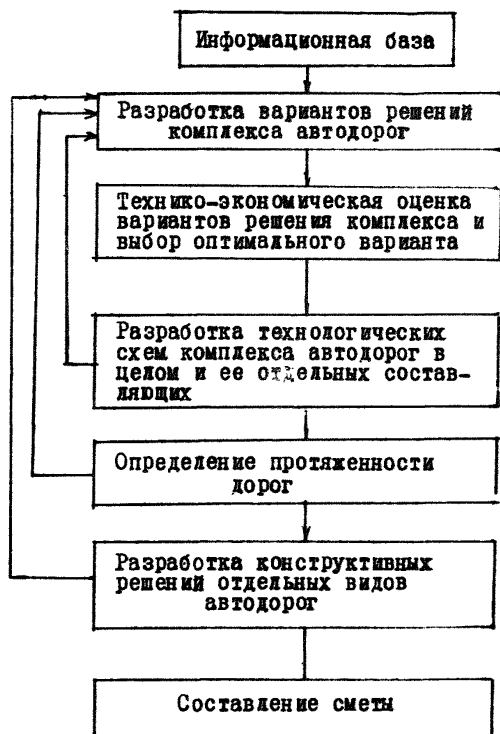 Информационная база
Разработка вариантов решений
комплекса автодорог
Технико-экономическая оценка
вариантов решения комплекса и
выбор оптимального варианта
Разработка технологических
схем комплекса автодорог в
целом и ее отдельных состав-
ляющих
Определение протяженности
дорог
Разработка конструктивных
решений отдельных видов
автодорог
Составление сметы